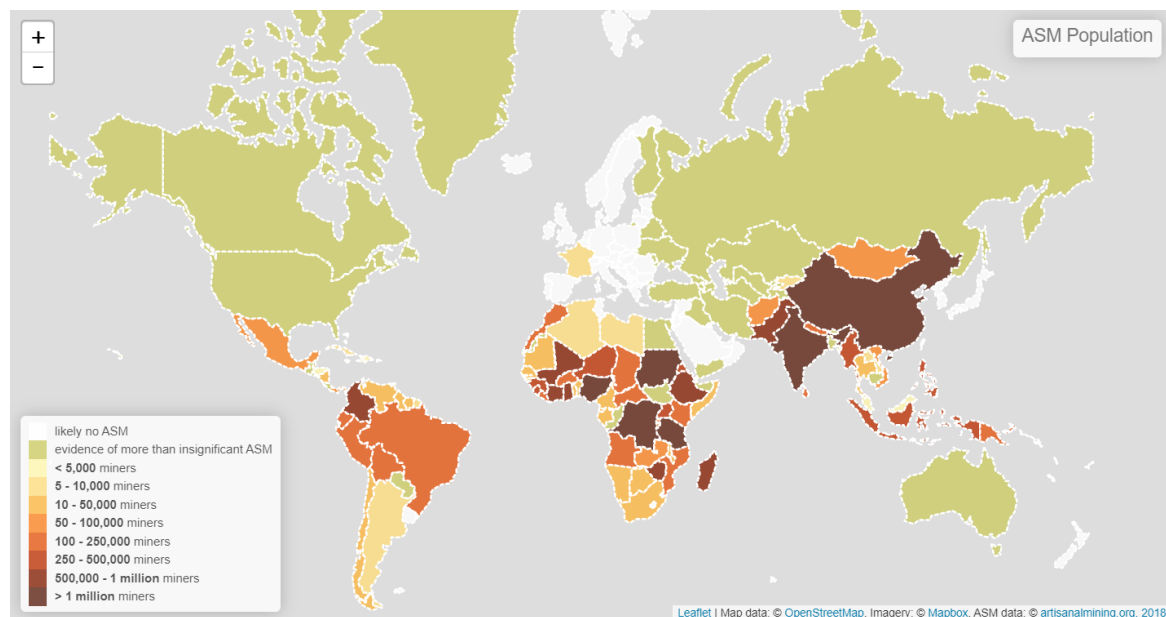 +
−
ASM Population
likely no ASM
evidence of more than insignificant ASM
< 5,000 miners
5 - 10,000 miners
10 - 50,000 miners
50 - 100,000 miners
100 - 250,000 miners
250 - 500,000 miners
500,000 - 1 million miners
> 1 million miners
Leaflet | Map data: © OpenStreetMap, Imagery: © Mapbox, ASM data: © artisanalmining.org, 2018